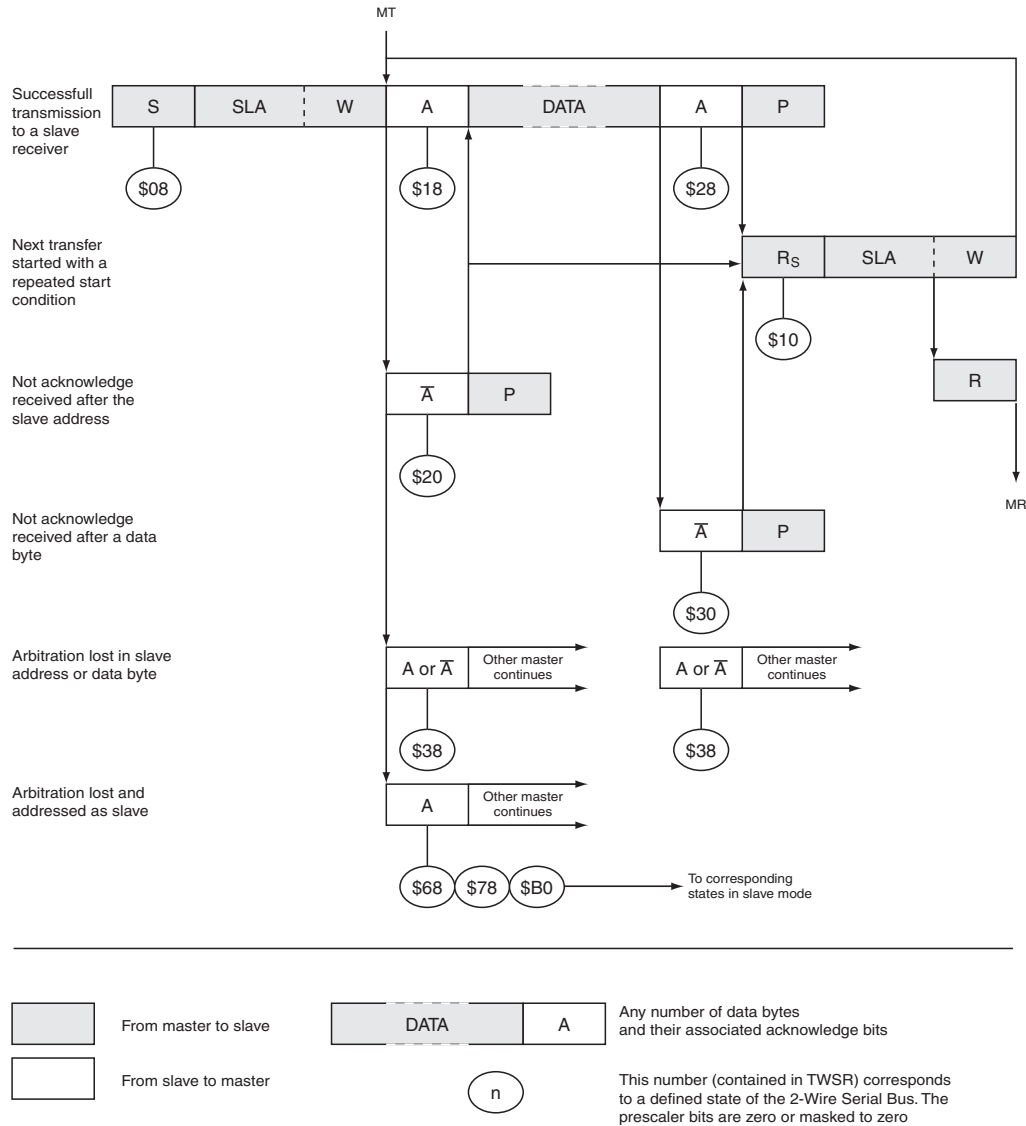 MT
Successfull
transmission
to a slave
receiver
S SLA W A DATA A P
$08 $18 $28
Next transfer
started with a
repeated start
condition
RS SLA W
$10
Not acknowledge
received after the
slave address
A̅ P
R
$20
MR
Not acknowledge
received after a data
byte
A̅ P
$30
Arbitration lost in slave
address or data byte
A or A̅
Other master
continues
A or A̅
Other master
continues
$38 $38
Arbitration lost and
addressed as slave
A
Other master
continues
$68 $78 $B0
To corresponding
states in slave mode
From master to slave
DATA A
Any number of data bytes
and their associated acknowledge bits
From slave to master
n
This number (contained in TWSR) corresponds
to a defined state of the 2-Wire Serial Bus. The
prescaler bits are zero or masked to zero